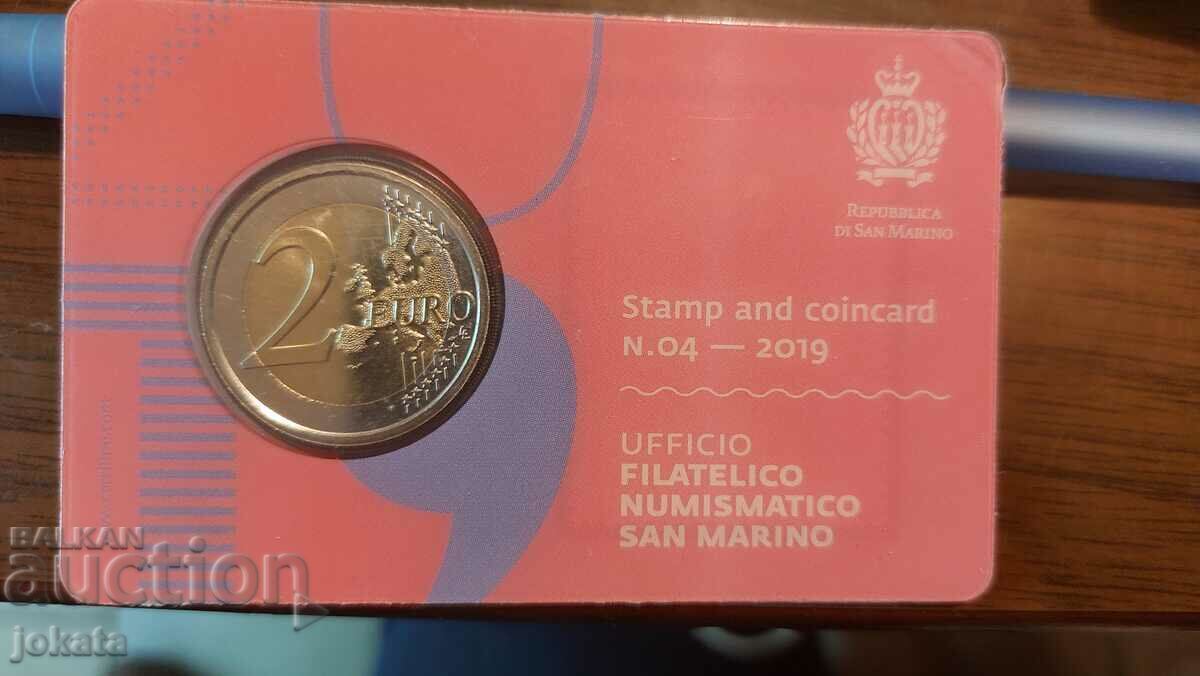 REPUBBLICA
DI SAN MARINO
Stamp and coincard
N.04 — 2019
UFFICIO
FILATELICO
NUMISMATICO
SAN MARINO
2 EURO
BALKAN
auction
jokata